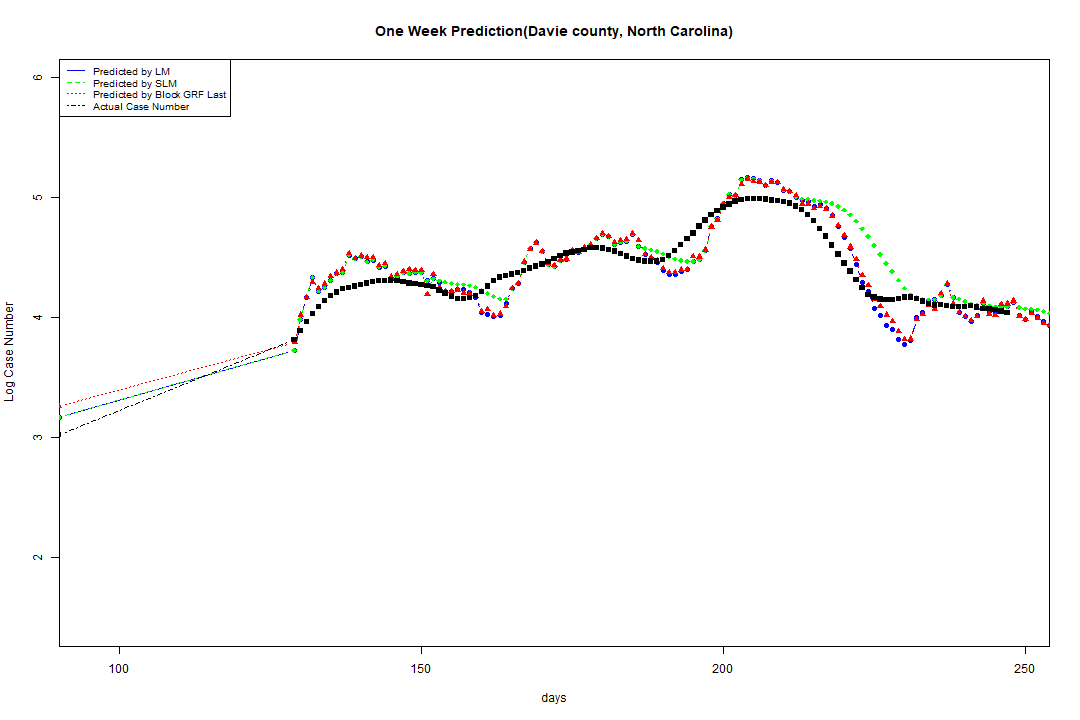 One Week Prediction(Davie county, North Carolina)
Predicted by LM
Predicted by SLM
Predicted by Block GRF Last
Actual Case Number
6
5
4
3
2
Log Case Number
100 150 200 250
days